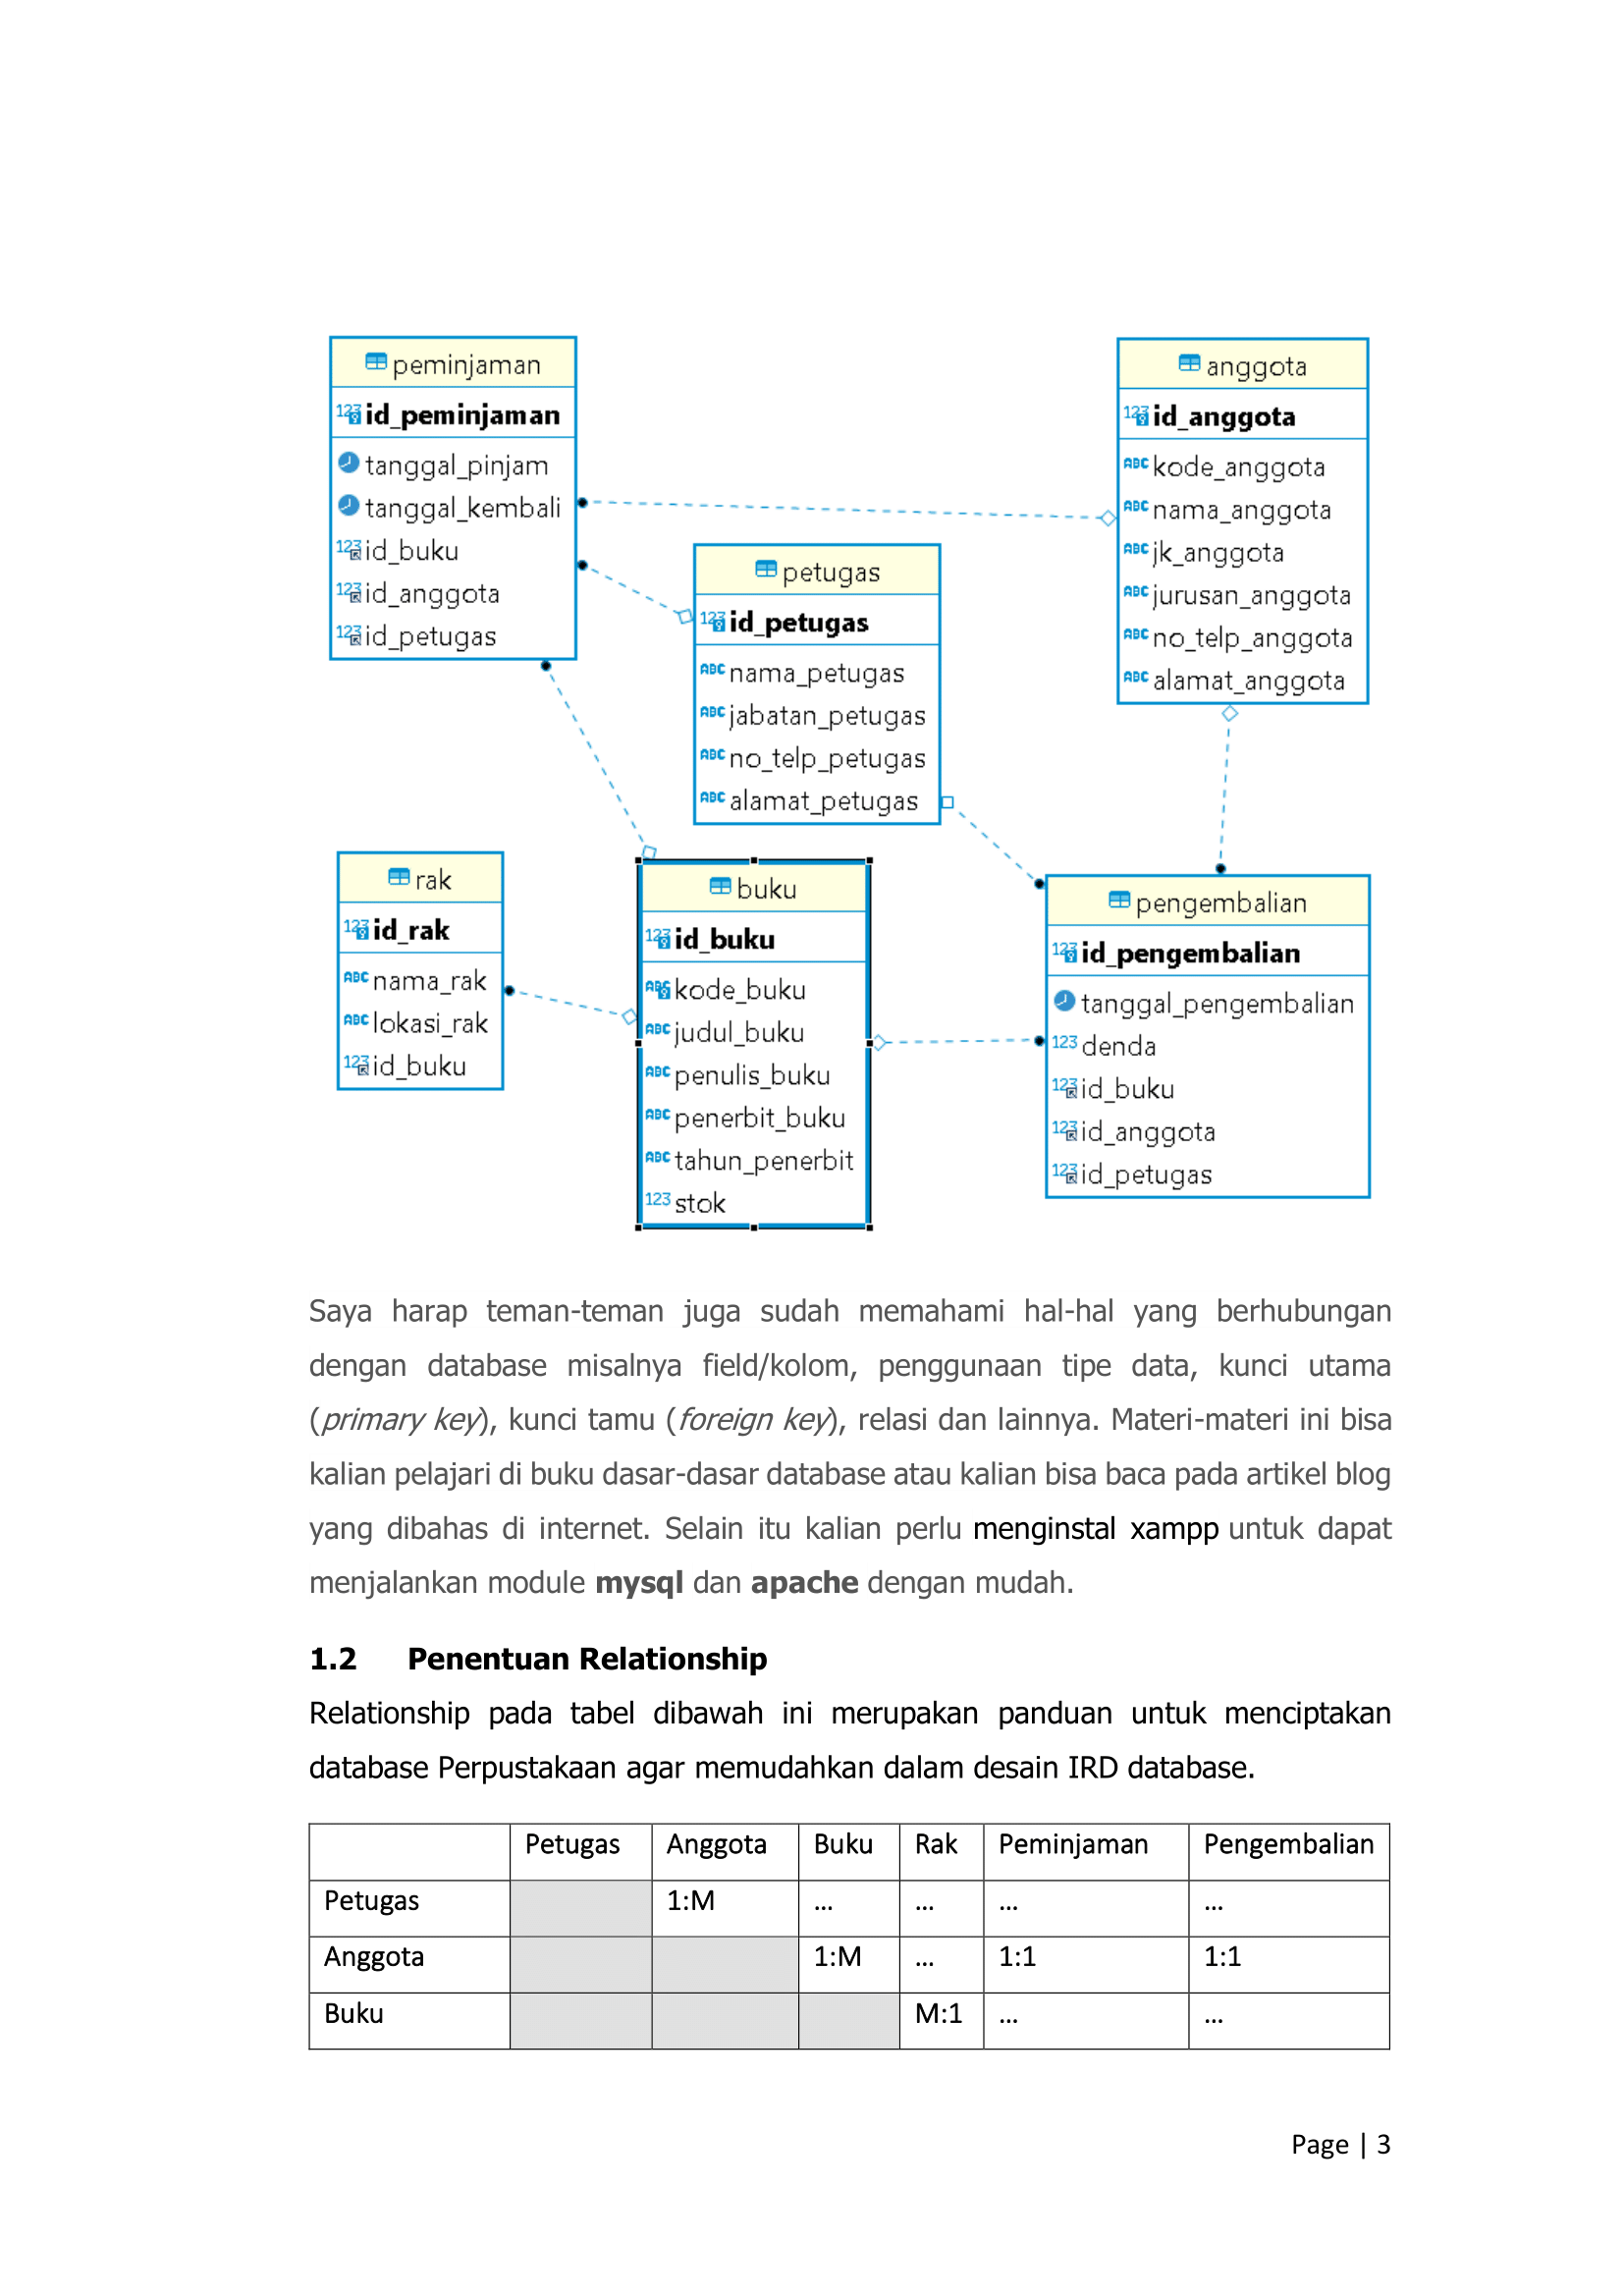 peminjaman
id_peminjaman
tanggal_pinjam
tanggal_kembali
id_buku
id_anggota
id_petugas
anggota
id_anggota
kode_anggota
nama_anggota
jk_anggota
jurusan_anggota
no_telp_anggota
alamat_anggota
petugas
id_petugas
nama_petugas
jabatan_petugas
no_telp_petugas
alamat_petugas
rak
id_rak
nama_rak
lokasi_rak
id_buku
buku
id_buku
kode_buku
judul_buku
penulis_buku
penerbit_buku
tahun_penerbit
stok
pengembalian
id_pengembalian
tanggal_pengembalian
denda
id_buku
id_anggota
id_petugas
Saya harap teman-teman juga sudah memahami hal-hal yang berhubungan
dengan database misalnya field/kolom, penggunaan tipe data, kunci utama
(primary key), kunci tamu (foreign key), relasi dan lainnya. Materi-materi ini bisa
kalian pelajari di buku dasar-dasar database atau kalian bisa baca pada artikel blog
yang dibahas di internet. Selain itu kalian perlu menginstal xampp untuk dapat
menjalankan module mysql dan apache dengan mudah.
1.2 Penentuan Relationship
Relationship pada tabel dibawah ini merupakan panduan untuk menciptakan
database Perpustakaan agar memudahkan dalam desain IRD database.
Petugas Anggota Buku Rak Peminjaman Pengembalian
Petugas 1:M ... ... ... ...
Anggota 1:M ... 1:1 1:1
Buku M:1 ... ...
Page | 3